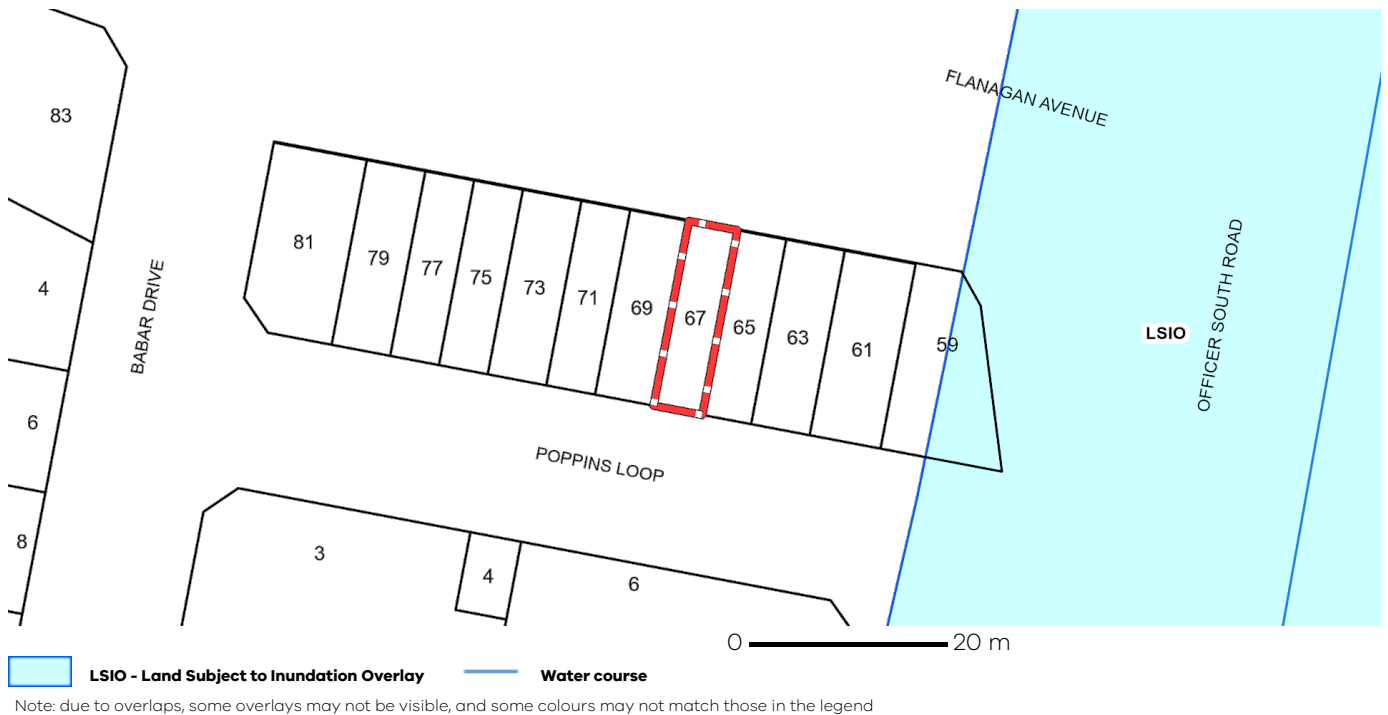 FLANAGAN AVENUE
83
81
79
77
75
73
71
69
67
65
63
61
59
4
6
8
BABAR DRIVE
LSIO
OFFICER SOUTH ROAD
POPPINS LOOP
3
4
6
0 20 m
LSIO - Land Subject to Inundation Overlay
Water course
Note: due to overlaps, some overlays may not be visible, and some colours may not match those in the legend